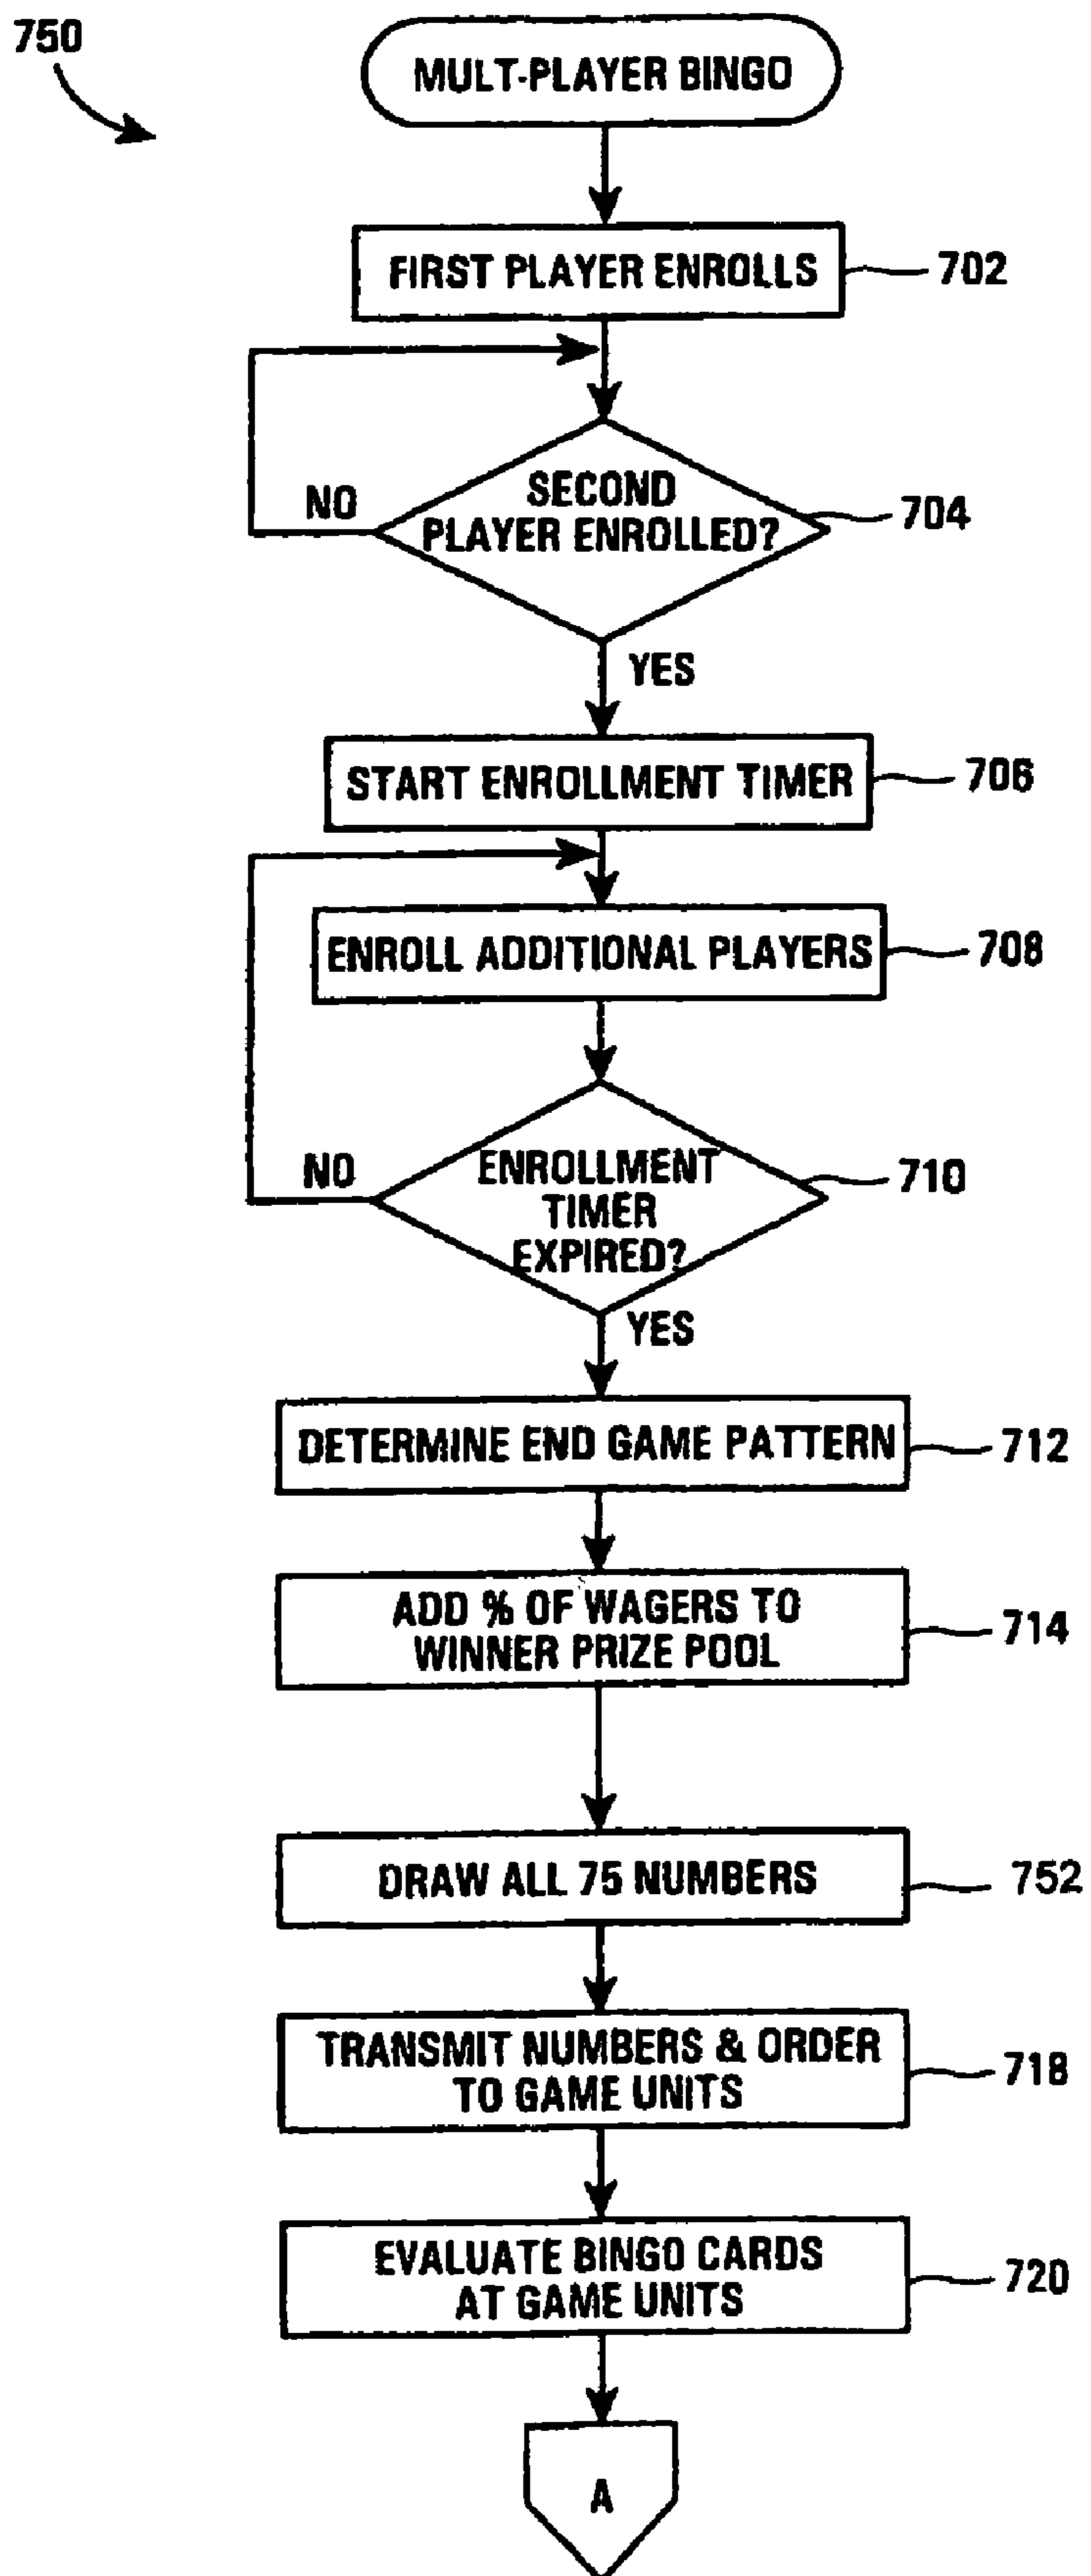 750
MULT-PLAYER BINGO
FIRST PLAYER ENROLLS
702
SECOND
PLAYER ENROLLED?
704
NO
YES
START ENROLLMENT TIMER
706
ENROLL ADDITIONAL PLAYERS
708
ENROLLMENT
TIMER
EXPIRED?
710
NO
YES
DETERMINE END GAME PATTERN
712
ADD % OF WAGERS TO
WINNER PRIZE POOL
714
DRAW ALL 75 NUMBERS
752
TRANSMIT NUMBERS & ORDER
TO GAME UNITS
718
EVALUATE BINGO CARDS
AT GAME UNITS
720
A